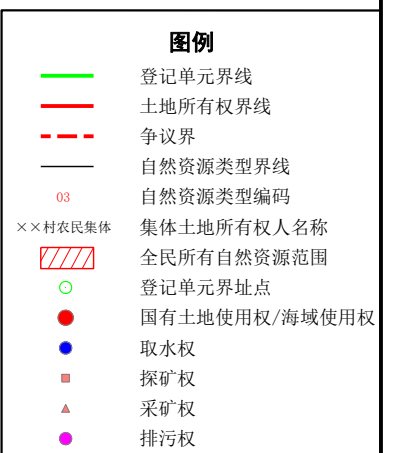 图例
登记单元界线
土地所有权界线
争议界
自然资源类型界线
03 自然资源类型编码
××村农民集体 集体土地所有权人名称
全民所有自然资源范围
登记单元界址点
国有土地使用权/海域使用权
取水权
探矿权
采矿权
排污权